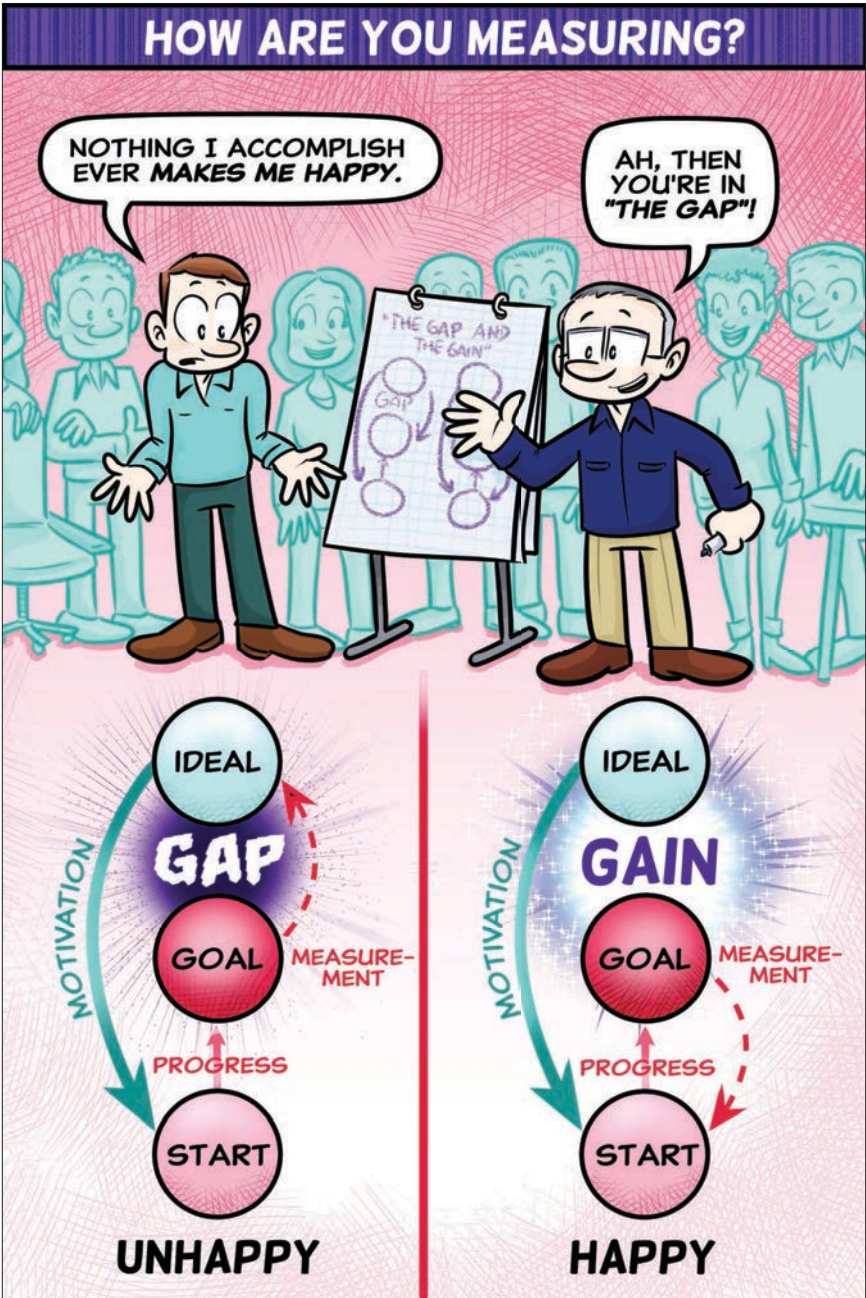 HOW ARE YOU MEASURING?
NOTHING I ACCOMPLISH
EVER MAKES ME HAPPY.
AH, THEN
YOU'RE IN
"THE GAP"!
"THE GAP AND
THE GAIN"
GAP
IDEAL
GAP
MOTIVATION
GOAL
MEASURE-
MENT
PROGRESS
START
UNHAPPY
IDEAL
GAIN
MOTIVATION
GOAL
MEASURE-
MENT
PROGRESS
START
HAPPY